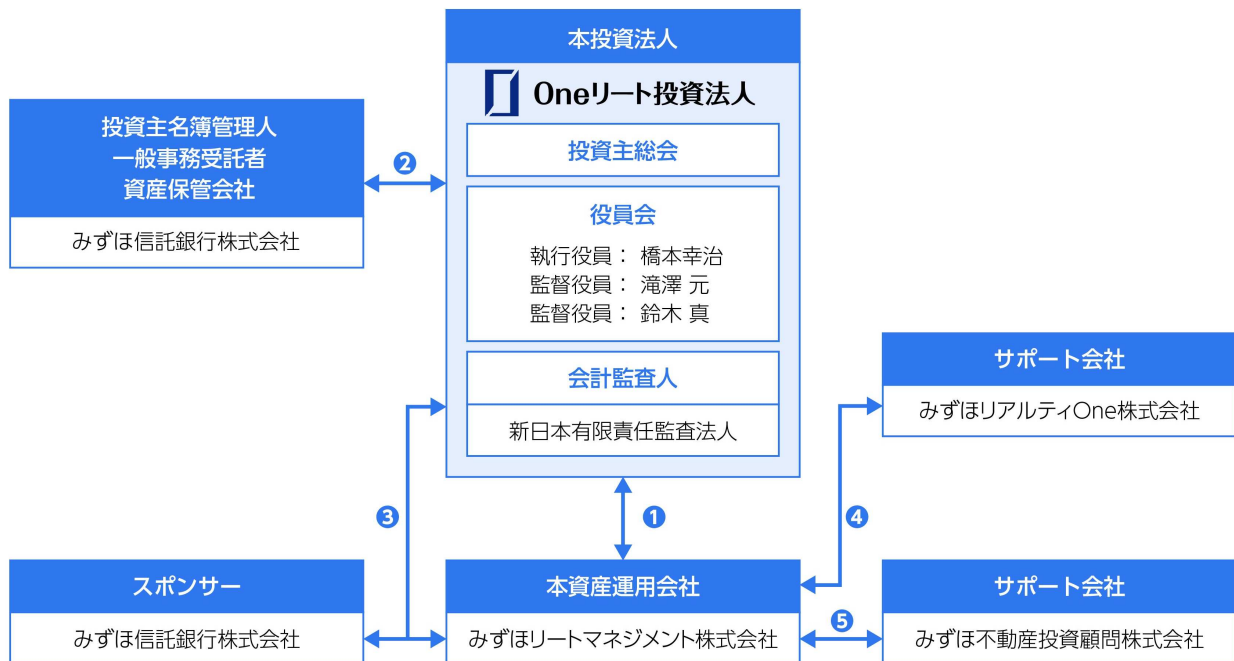 本投資法人
Oneリート投資法人
投資主総会
役員会
執行役員： 橋本幸治
監督役員： 滝澤 元
監督役員： 鈴木 真
会計監査人
新日本有限責任監査法人
投資主名簿管理人
一般事務受託者
資産保管会社
みずほ信託銀行株式会社
❷
サポート会社
みずほリアルティOne株式会社
❸
❶
❹
スポンサー
みずほ信託銀行株式会社
本資産運用会社
みずほリートマネジメント株式会社
❺
サポート会社
みずほ不動産投資顧問株式会社